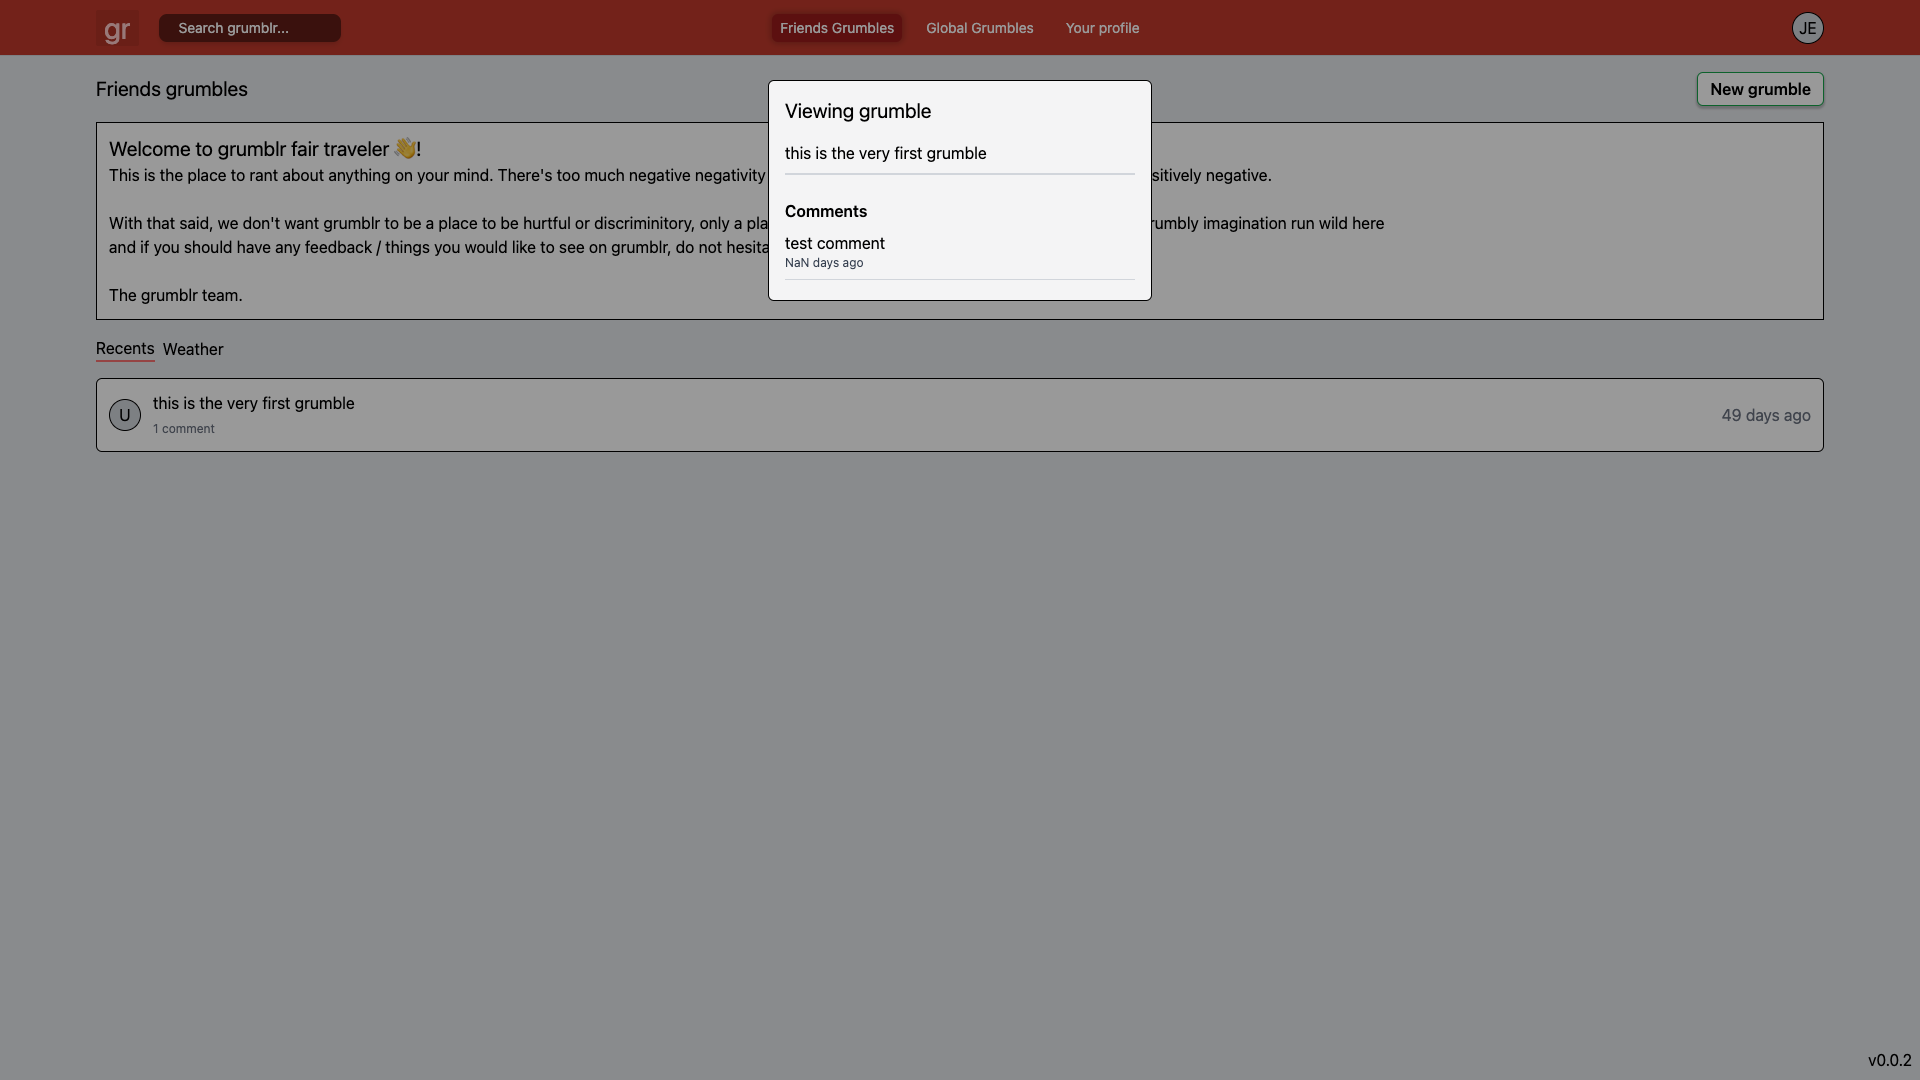 gr
Search grumblr...
Friends Grumbles
Global Grumbles
Your profile
JE
Friends grumbles
New grumble
Viewing grumble
this is the very first grumble
Comments
test comment
NaN days ago
Welcome to grumblr fair traveler 👋!
This is the place to rant about anything on your mind. There's too much negative negativity sitively negative.
With that said, we don't want grumblr to be a place to be hurtful or discriminitory, only a pla rumbly imagination run wild here
and if you should have any feedback / things you would like to see on grumblr, do not hesita
The grumblr team.
Recents Weather
U
this is the very first grumble
1 comment
49 days ago
v0.0.2